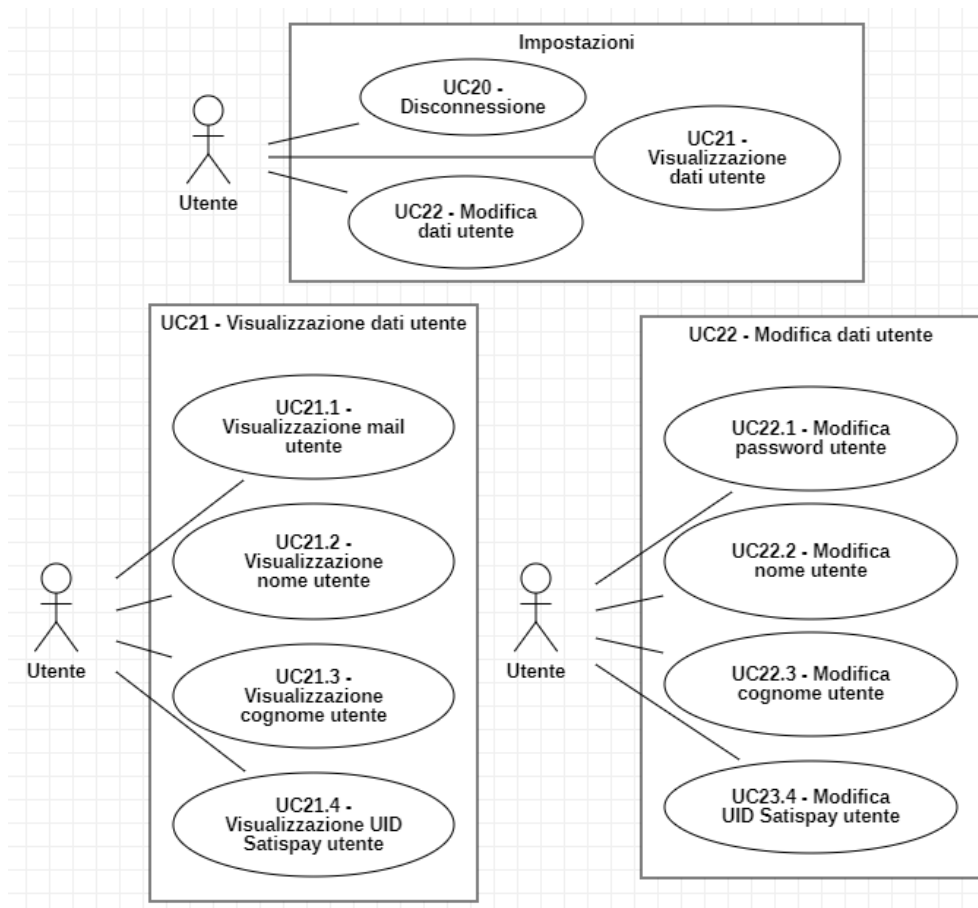 Impostazioni
UC20 -
Disconnessione
UC21 -
Visualizzazione
dati utente
Utente
UC22 - Modifica
dati utente
UC21 - Visualizzazione dati utente
UC21.1 -
Visualizzazione mail
utente
UC21.2 -
Visualizzazione
nome utente
Utente
UC21.3 -
Visualizzazione
cognome utente
UC21.4 -
Visualizzazione UID
Satispay utente
UC22 - Modifica dati utente
UC22.1 - Modifica
password utente
UC22.2 - Modifica
nome utente
Utente
UC22.3 - Modifica
cognome utente
UC23.4 - Modifica
UID Satispay utente